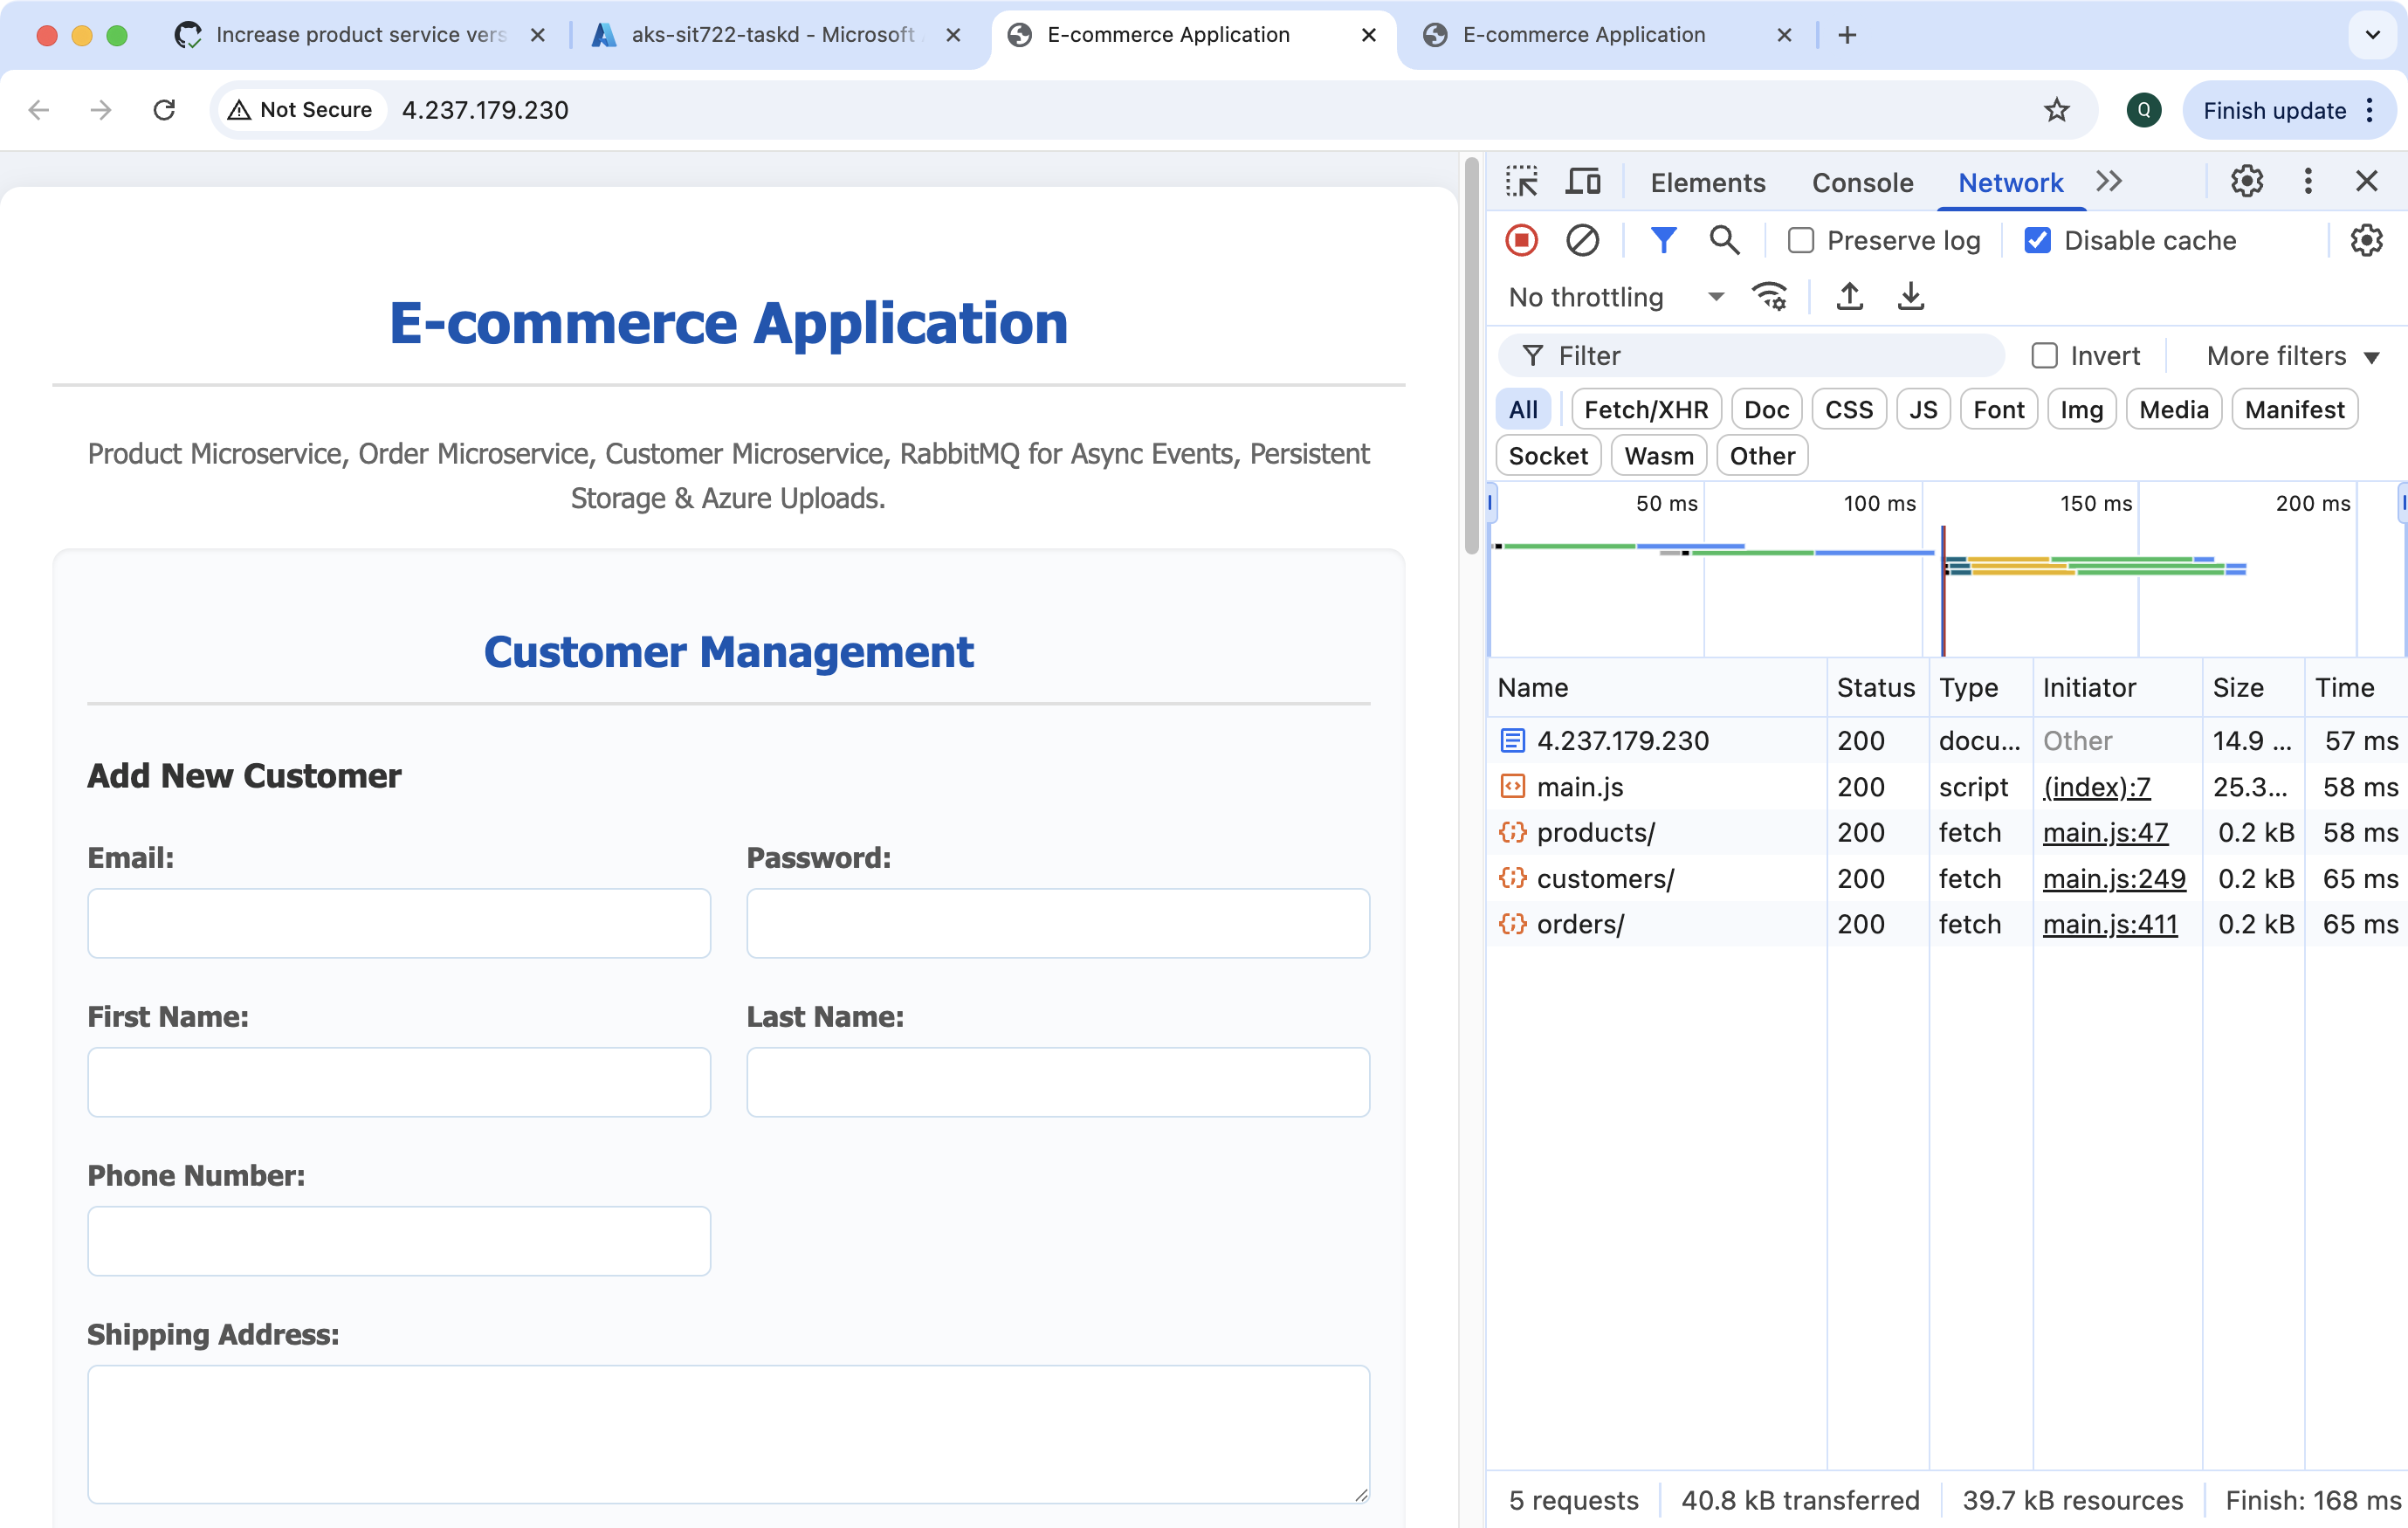 Increase product service vers
aks-sit722-taskd - Microsoft
E-commerce Application
E-commerce Application
Not Secure
4.237.179.230
Q
Finish update
E-commerce Application
Product Microservice, Order Microservice, Customer Microservice, RabbitMQ for Async Events, Persistent
Storage & Azure Uploads.
Customer Management
Add New Customer
Email:
Password:
First Name:
Last Name:
Phone Number:
Shipping Address:
Elements Console Network
Preserve log Disable cache
No throttling
Filter Invert More filters
All Fetch/XHR Doc CSS JS Font Img Media Manifest
Socket Wasm Other
50 ms 100 ms 150 ms 200 ms
Name Status Type Initiator Size Time
4.237.179.230 200 docu... Other 14.9 ... 57 ms
main.js 200 script (index):7 25.3... 58 ms
products/ 200 fetch main.js:47 0.2 kB 58 ms
customers/ 200 fetch main.js:249 0.2 kB 65 ms
orders/ 200 fetch main.js:411 0.2 kB 65 ms
5 requests 40.8 kB transferred 39.7 kB resources Finish: 168 ms